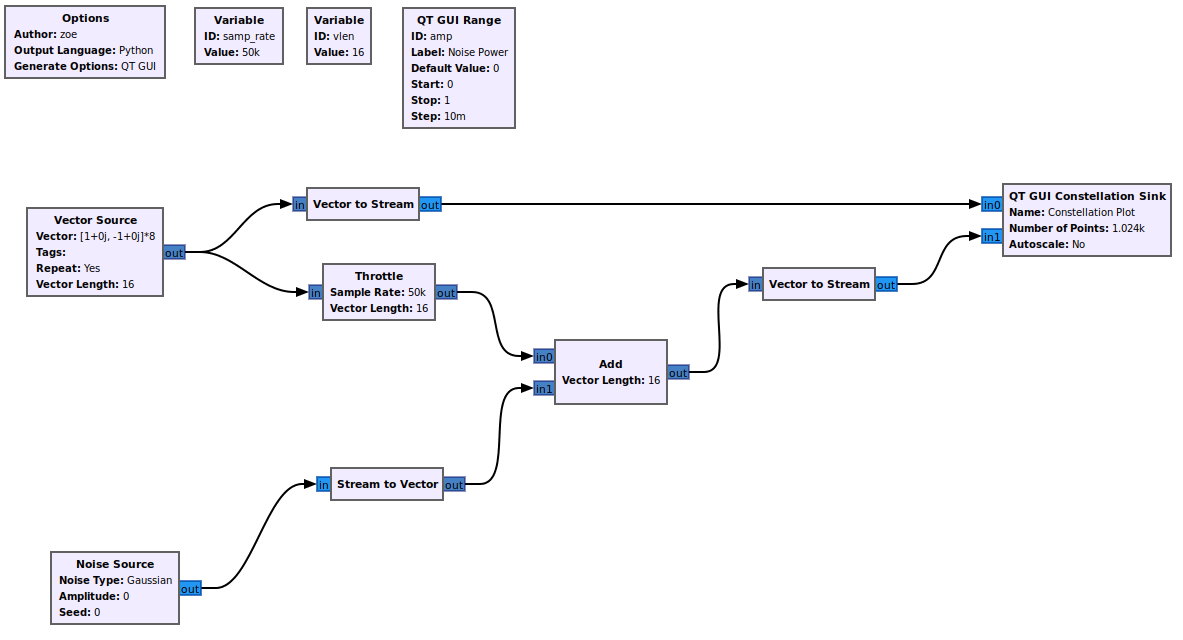 Options
Author: zoe
Output Language: Python
Generate Options: QT GUI
Variable
ID: samp_rate
Value: 50k
Variable
ID: vlen
Value: 16
QT GUI Range
ID: amp
Label: Noise Power
Default Value: 0
Start: 0
Stop: 1
Step: 10m
Vector Source
Vector: [1+0j, -1+0j]*8
Tags:
Repeat: Yes
Vector Length: 16
out
in
Vector to Stream
out
in
Throttle
Sample Rate: 50k
Vector Length: 16
out
in0
in1
Add
Vector Length: 16
out
in
Vector to Stream
out
in0
in1
QT GUI Constellation Sink
Name: Constellation Plot
Number of Points: 1.024k
Autoscale: No
in
Stream to Vector
out
Noise Source
Noise Type: Gaussian
Amplitude: 0
Seed: 0
out